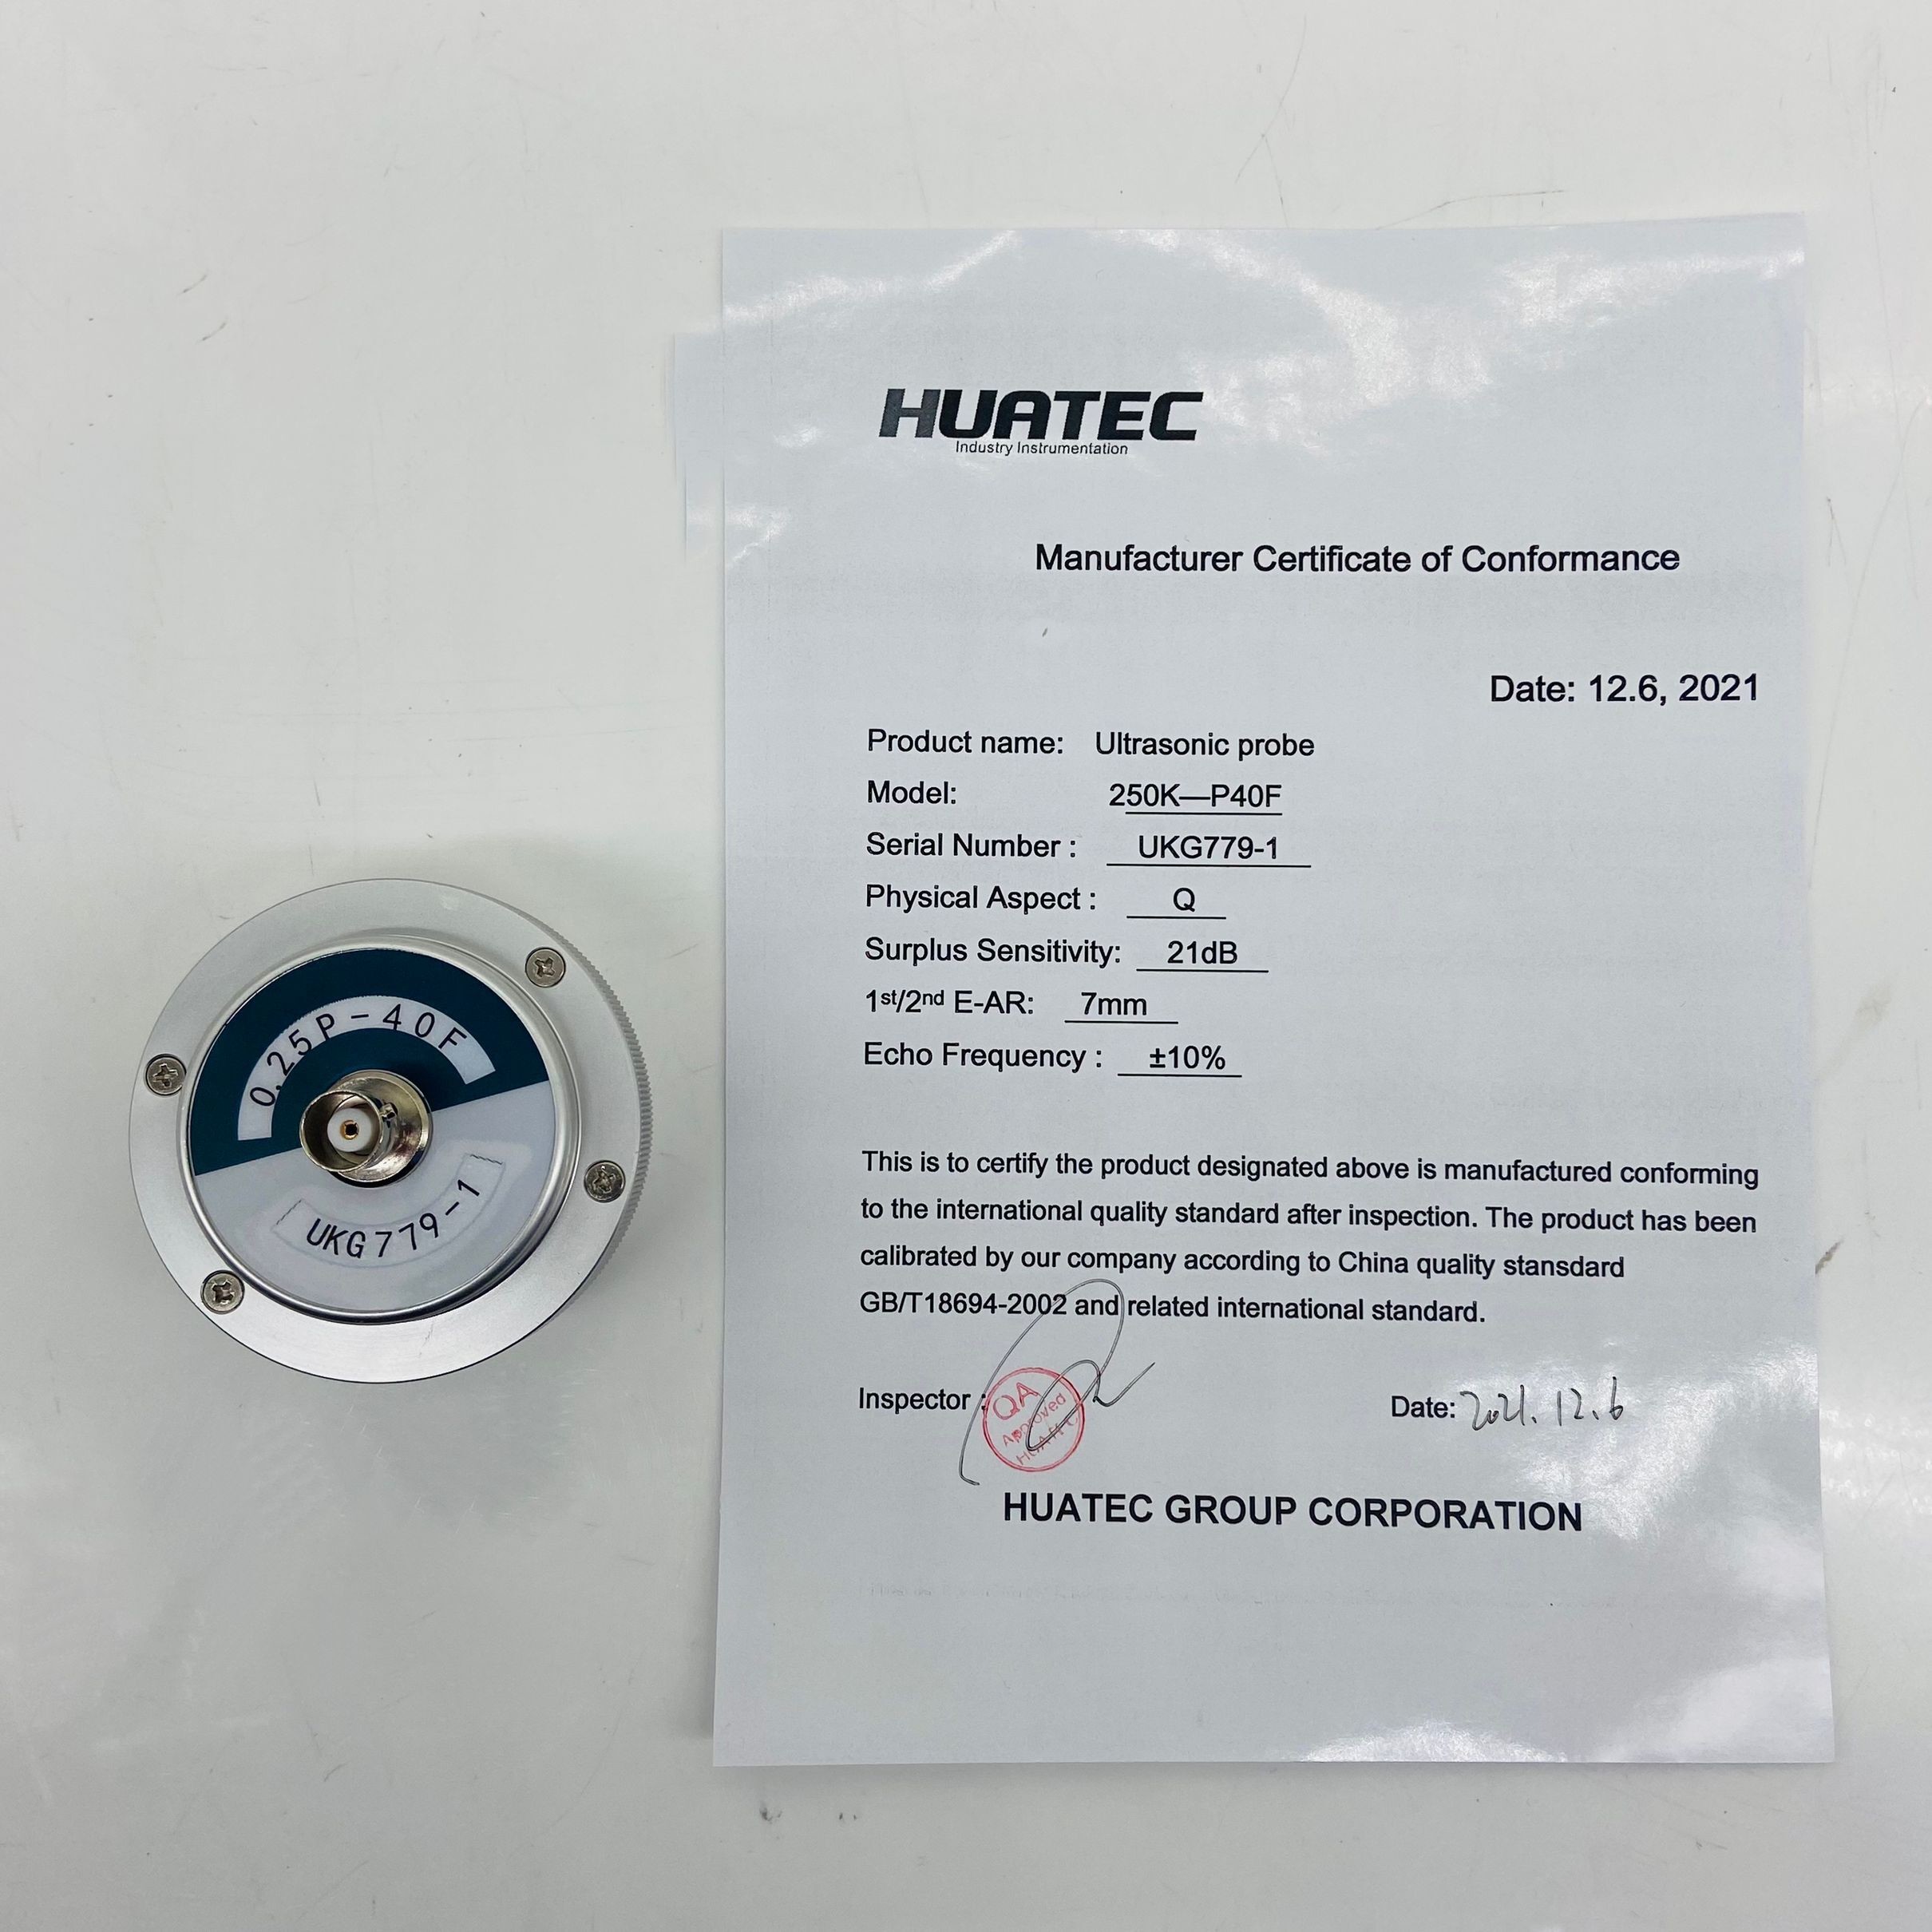 0.25P-40F
UKG779-1
HUATEC
Industry Instrumentation
Manufacturer Certificate of Conformance
Date: 12.6, 2021
Product name: Ultrasonic probe
Model: 250K—P40F
Serial Number : UKG779-1
Physical Aspect : Q
Surplus Sensitivity: 21dB
1st/2nd E-AR: 7mm
Echo Frequency : ±10%
This is to certify the product designated above is manufactured conforming
to the international quality standard after inspection. The product has been
calibrated by our company according to China quality stansdard
GB/T18694-2002 and related international standard.
Inspector :
QA
Approved
Date: 2021.12.6
HUATEC GROUP CORPORATION